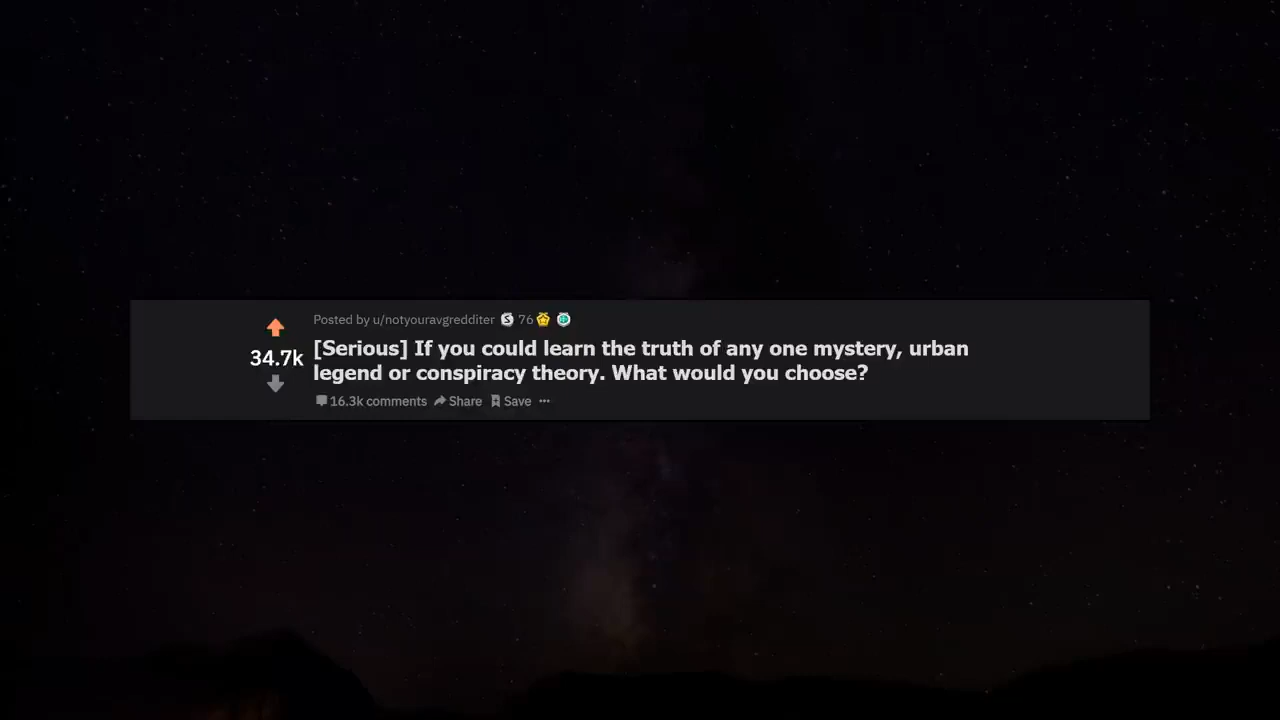 Posted by u/notyouravgredditer S 76
34.7k
[Serious] If you could learn the truth of any one mystery, urban
legend or conspiracy theory. What would you choose?
16.3k comments Share Save ···